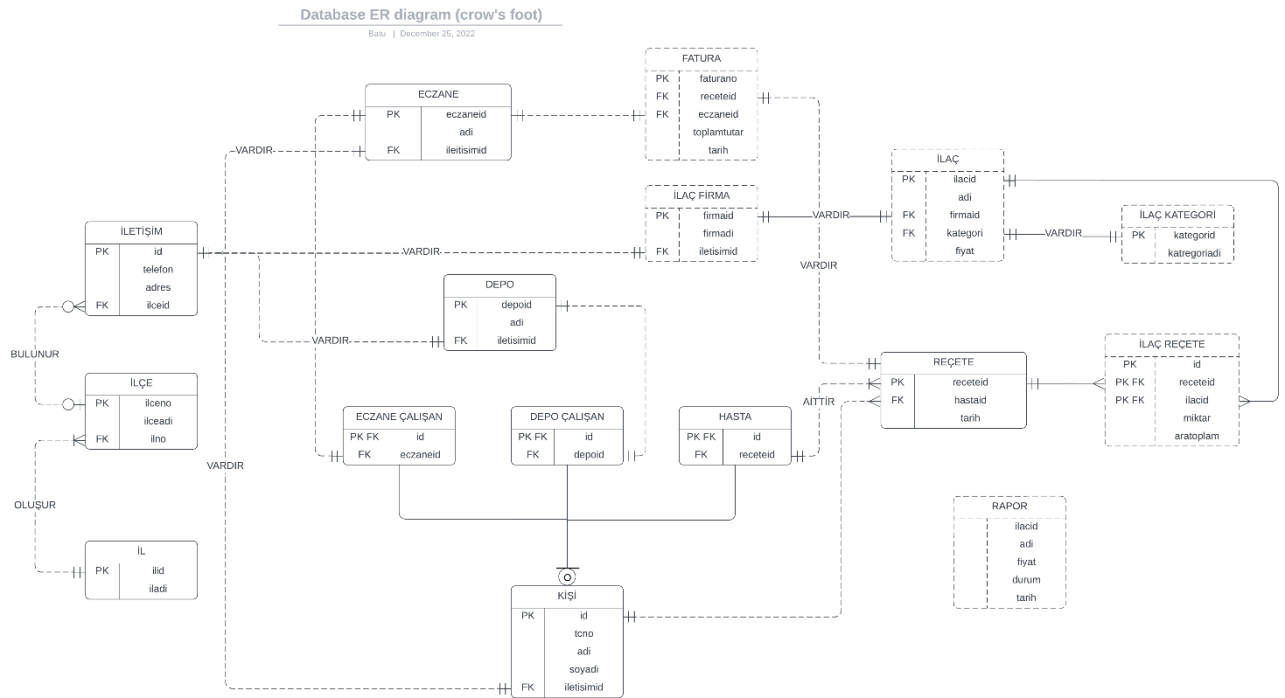 Database ER diagram (crow's foot)
Batu | December 25, 2022
ECZANE
PK eczaneid
adi
FK ileitisimid
FATURA
PK faturano
FK receteid
FK eczaneid
toplamtutar
tarih
VARDIR
İLAÇ FİRMA
PK firmaid
firmadi
FK iletisimid
VARDIR
İLAÇ
PK ilacid
adi
FK firmaid
FK kategori
fiyat
VARDIR
İLAÇ KATEGORİ
PK kategorid
katregoriadi
İLETİŞİM
PK id
telefon
adres
FK ilceid
VARDIR
VARDIR
DEPO
PK depoid
adi
FK iletisimid
VARDIR
BULUNUR
İLÇE
PK ilceno
ilceadi
FK ilno
REÇETE
PK receteid
FK hastaid
tarih
İLAÇ REÇETE
PK id
PK FK receteid
PK FK ilacid
miktar
aratoplam
AİTTİR
ECZANE ÇALIŞAN
PK FK id
FK eczaneid
DEPO ÇALIŞAN
PK FK id
FK depoid
HASTA
PK FK id
FK receteid
VARDIR
OLUŞUR
İL
PK ilid
iladi
RAPOR
ilacid
adi
fiyat
durum
tarih
KİŞİ
PK id
tcno
adi
soyadi
FK iletisimid